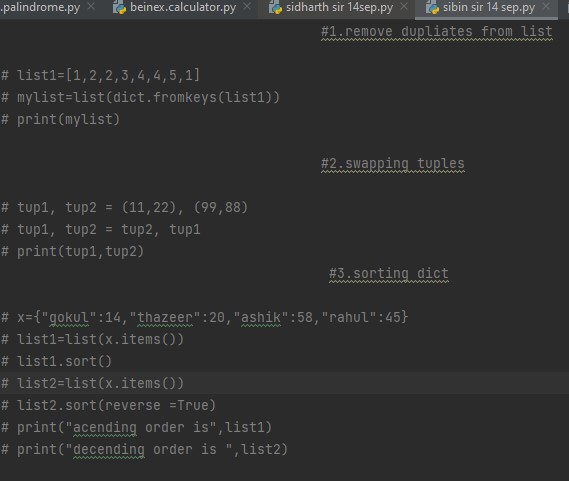 .palindrome.py
beinex.calculator.py
sidharth sir 14sep.py
sibin sir 14 sep.py
#1.remove dupliates from list
# list1=[1,2,2,3,4,4,5,1]
# mylist=list(dict.fromkeys(list1))
# print(mylist)
#2.swapping tuples
# tup1, tup2 = (11,22), (99,88)
# tup1, tup2 = tup2, tup1
# print(tup1,tup2)
#3.sorting dict
# x={"gokul":14,"thazeer":20,"ashik":58,"rahul":45}
# list1=list(x.items())
# list1.sort()
# list2=list(x.items())
# list2.sort(reverse =True)
# print("acending order is",list1)
# print("decending order is ",list2)